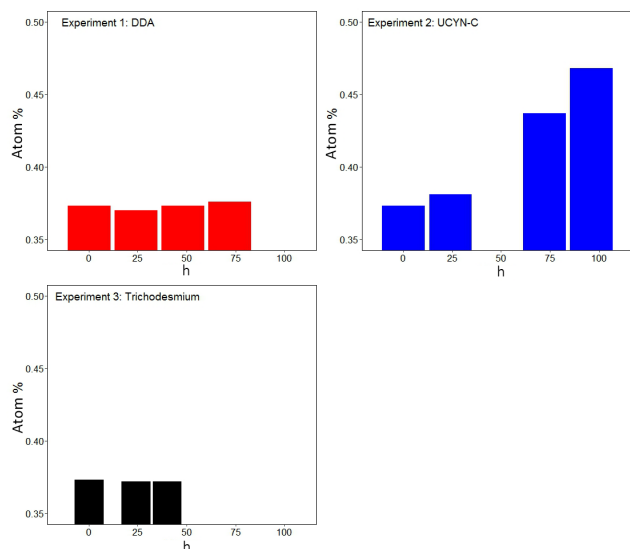 Experiment 1: DDA
0.50
0.45
0.40
0.35
Atom %
0 25 50 75 100
h
Experiment 2: UCYN-C
0.50
0.45
0.40
0.35
Atom %
0 25 50 75 100
h
Experiment 3: Trichodesmium
0.50
0.45
0.40
0.35
Atom %
0 25 50 75 100
h